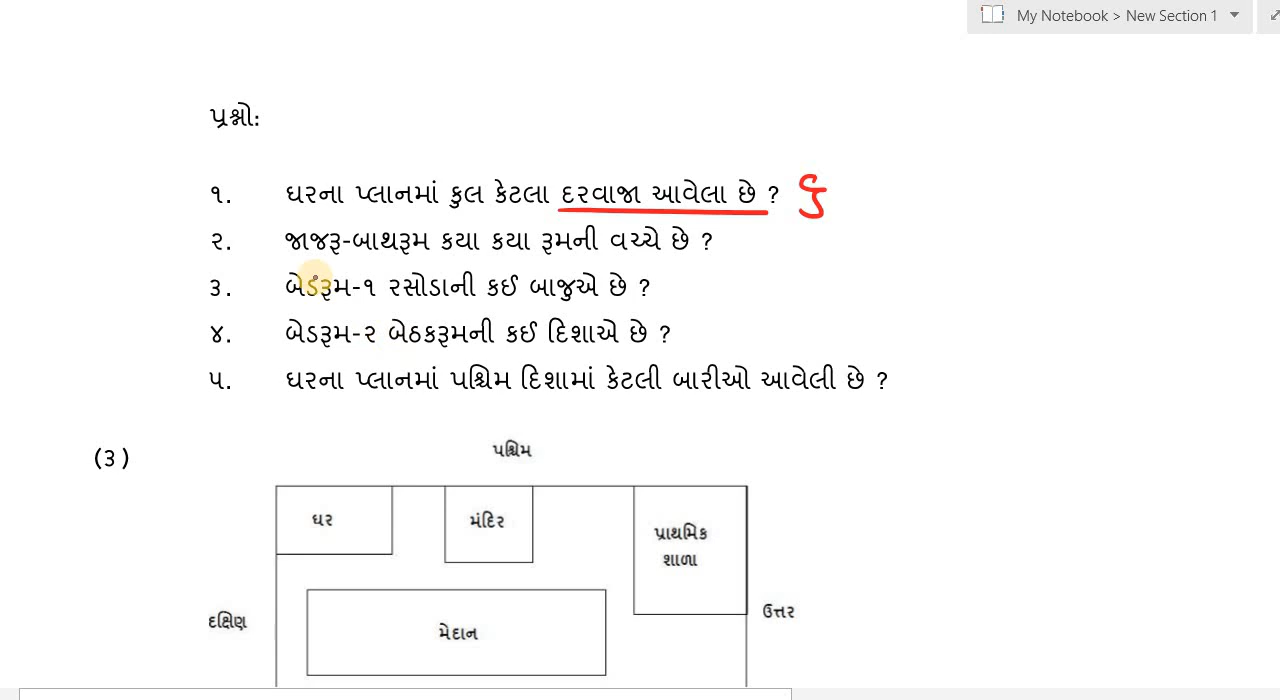 My Notebook > New Section 1
પ્રશ્નો:
૧. ઘરના પ્લાનમાં કુલ કેટલા દરવાજા આવેલા છે ?
૨. જાજરૂ-બાથરૂમ કયા કયા રૂમની વચ્ચે છે ?
૩. બેડરૂમ-૧ રસોડાની કઈ બાજુએ છે ?
૪. બેડરૂમ-૨ બેઠકરૂમની કઈ દિશાએ છે ?
૫. ઘરના પ્લાનમાં પશ્ચિમ દિશામાં કેટલી બારીઓ આવેલી છે ?
(૩)
પશ્ચિમ
ઘર
મંદિર
પ્રાથમિક
શાળા
દક્ષિણ
ઉત્તર
મેદાન